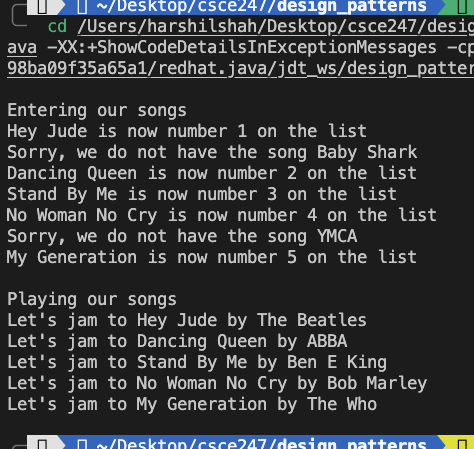 ~/Desktop/csce247/design_patterns
cd /Users/harshilshah/Desktop/csce247/desig
ava -XX:+ShowCodeDetailsInExceptionMessages -cp
98ba09f35a65a1/redhat.java/jdt_ws/design_patter
Entering our songs
Hey Jude is now number 1 on the list
Sorry, we do not have the song Baby Shark
Dancing Queen is now number 2 on the list
Stand By Me is now number 3 on the list
No Woman No Cry is now number 4 on the list
Sorry, we do not have the song YMCA
My Generation is now number 5 on the list
Playing our songs
Let's jam to Hey Jude by The Beatles
Let's jam to Dancing Queen by ABBA
Let's jam to Stand By Me by Ben E King
Let's jam to No Woman No Cry by Bob Marley
Let's jam to My Generation by The Who
~/Desktop/csce247/design_patterns